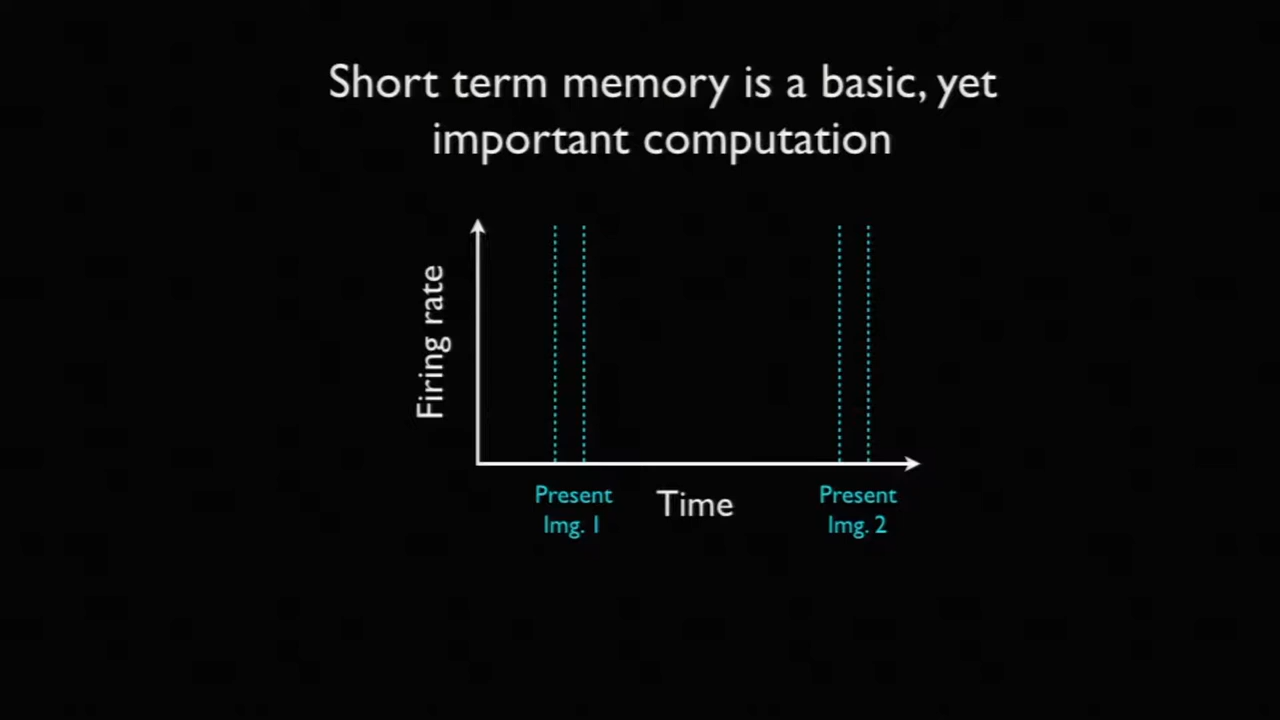 Short term memory is a basic, yet
important computation
Firing rate
Time
Present
Img. 1
Present
Img. 2